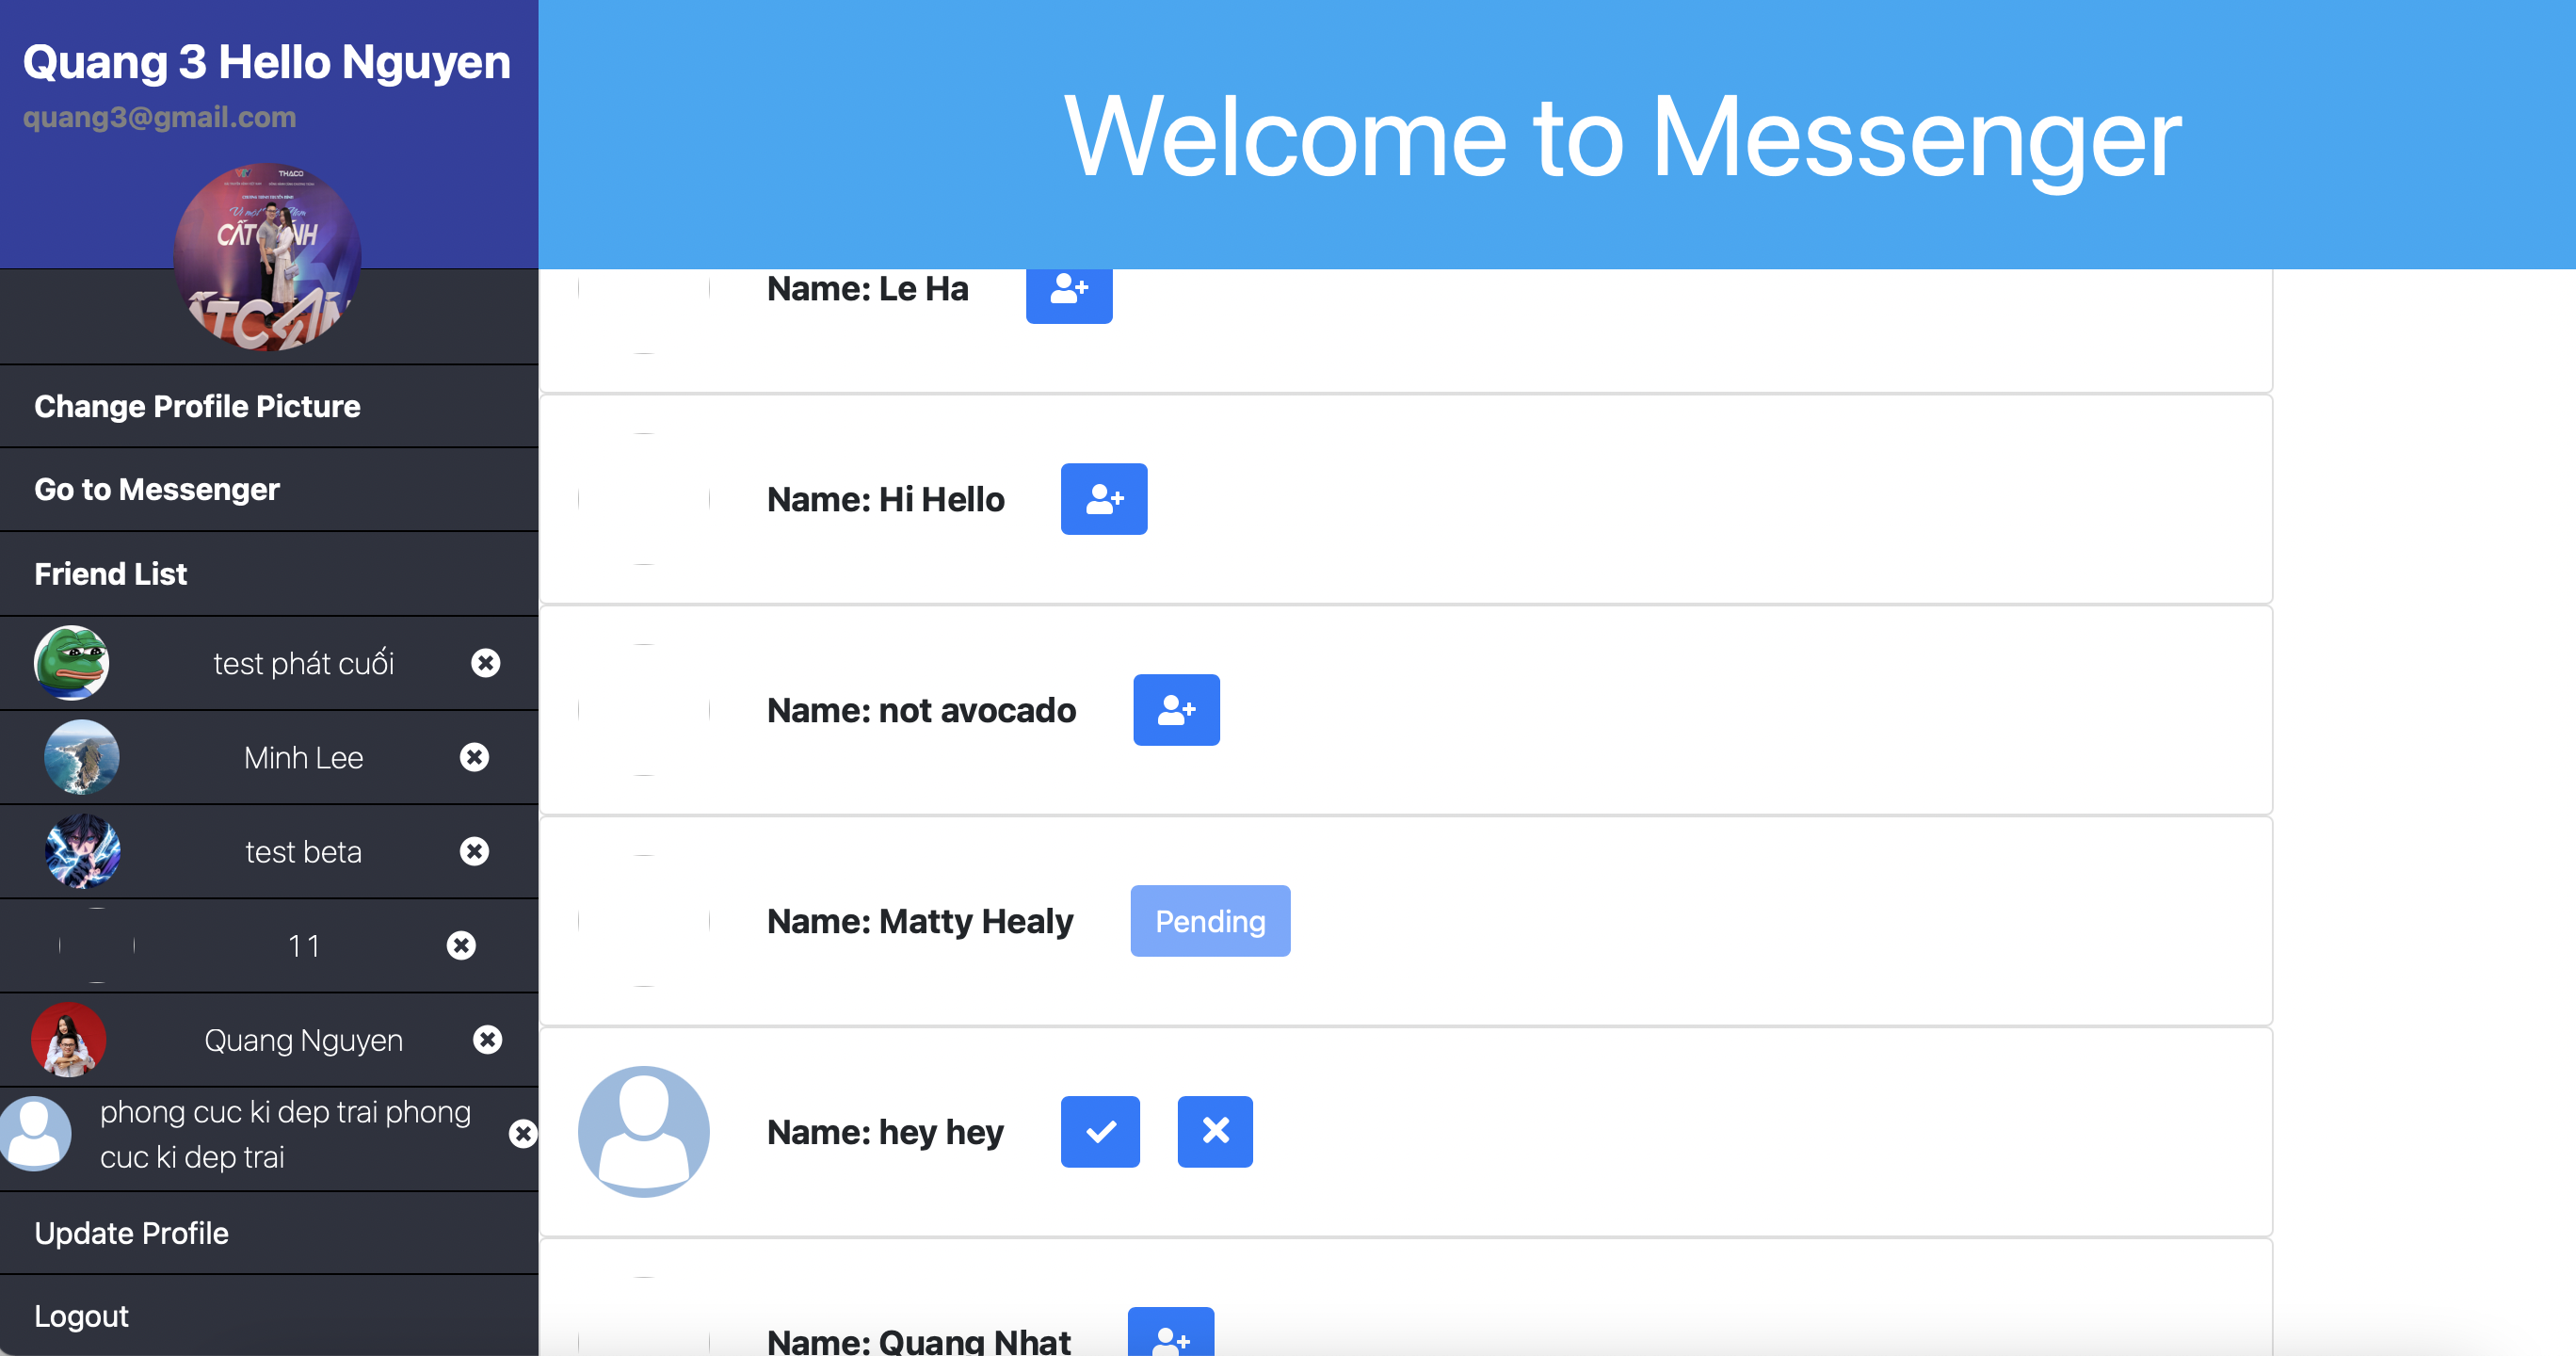 Quang 3 Hello Nguyen
quang3@gmail.com
THACO
CẤT CÁNH
Change Profile Picture
Go to Messenger
Friend List
test phát cuối
Minh Lee
test beta
1 1
Quang Nguyen
phong cuc ki dep trai phong
cuc ki dep trai
Update Profile
Logout
Welcome to Messenger
Name: Le Ha
Name: Hi Hello
Name: not avocado
Name: Matty Healy
Pending
Name: hey hey
Name: Quang Nhat